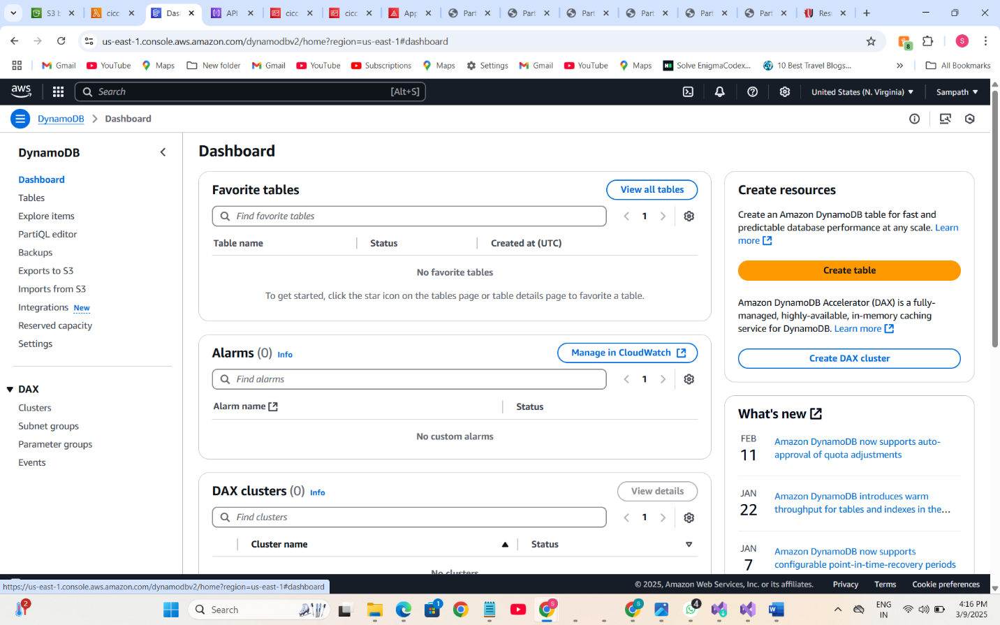 S3 b
cicc
Dasl
API
cicc
cicc
App
Part
Part
Part
Part
Part
Part
Resu
us-east-1.console.aws.amazon.com/dynamodbv2/home?region=us-east-1#dashboard
8
S
Gmail
YouTube
Maps
New folder
Gmail
YouTube
Subscriptions
Maps
Settings
Gmail
YouTube
Maps
Solve EnigmaCodex...
10 Best Travel Blogs...
All Bookmarks
aws
Search
[Alt+S]
United States (N. Virginia)
Sampath
DynamoDB
Dashboard
DynamoDB
Dashboard
Tables
Explore items
PartiQL editor
Backups
Exports to S3
Imports from S3
Integrations New
Reserved capacity
Settings
DAX
Clusters
Subnet groups
Parameter groups
Events
Dashboard
Favorite tables
View all tables
Find favorite tables
1
Table name
Status
Created at (UTC)
No favorite tables
To get started, click the star icon on the tables page or table details page to favorite a table.
Alarms (0) Info
Manage in CloudWatch
Find alarms
1
Alarm name
Status
No custom alarms
DAX clusters (0) Info
View details
Find clusters
1
Cluster name
Status
No clusters
Create resources
Create an Amazon DynamoDB table for fast and
predictable database performance at any scale. Learn
more
Create table
Amazon DynamoDB Accelerator (DAX) is a fully-
managed, highly-available, in-memory caching
service for DynamoDB. Learn more
Create DAX cluster
What's new
FEB
11
Amazon DynamoDB now supports auto-
approval of quota adjustments
JAN
22
Amazon DynamoDB introduces warm
throughput for tables and indexes in the...
JAN
7
Amazon DynamoDB now supports
configurable point-in-time-recovery periods
https://us-east-1.console.aws.amazon.com/dynamodbv2/home?region=us-east-1#dashboard
© 2025, Amazon Web Services, Inc. or its affiliates.
Privacy
Terms
Cookie preferences
2
Search
1
S
S
4
ENG
IN
4:16 PM
3/9/2025